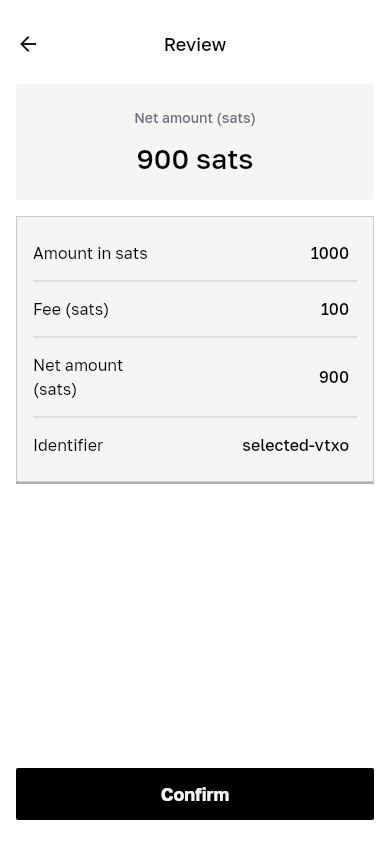 Review
Net amount (sats)
900 sats
Amount in sats 1000
Fee (sats) 100
Net amount
(sats) 900
Identifier selected-vtxo
Confirm